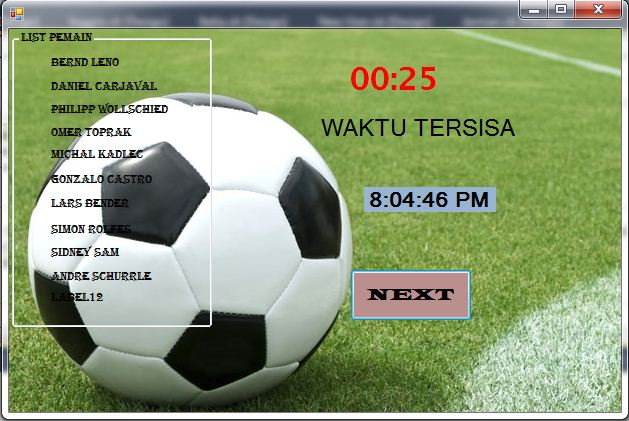 LIST PEMAIN
BERND LENO
DANIEL CARJAVAL
PHILIPP WOLLSCHIED
OMER TOPRAK
MICHAL KADLEC
GONZALO CASTRO
LARS BENDER
SIMON ROLFES
SIDNEY SAM
ANDRE SCHURRLE
LABEL12
00:25
WAKTU TERSISA
8:04:46 PM
NEXT